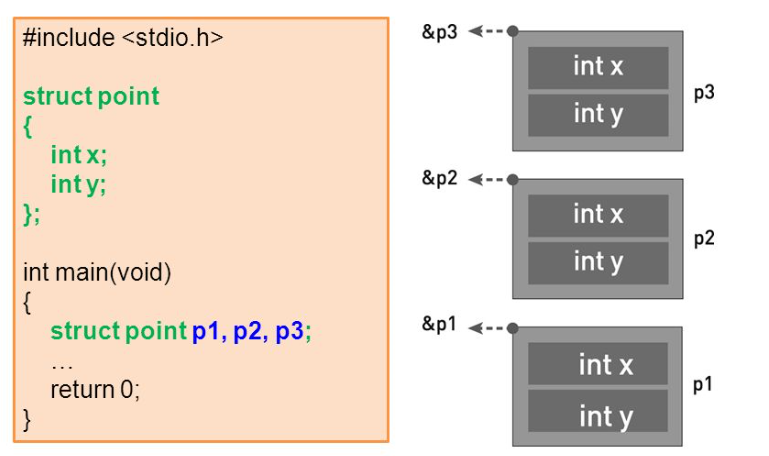 #include <stdio.h>
struct point
{
int x;
int y;
};
int main(void)
{
struct point p1, p2, p3;
...
return 0;
}
&p3
int x
int y
p3
&p2
int x
int y
p2
&p1
int x
int y
p1